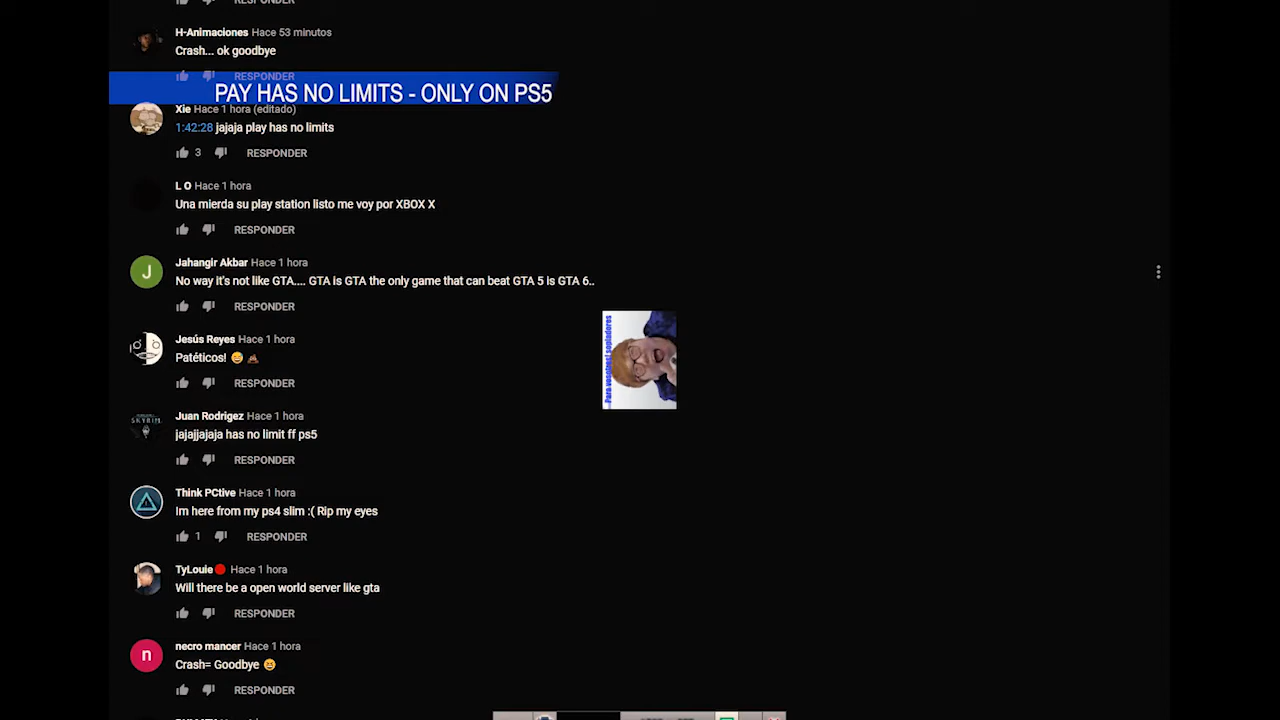 RESPONDER
H-Animaciones Hace 53 minutos
Crash... ok goodbye
RESPONDER
PAY HAS NO LIMITS - ONLY ON PS5
Xie Hace 1 hora (editado)
1:42:28 jajaja play has no limits
3 RESPONDER
L O Hace 1 hora
Una mierda su play station listo me voy por XBOX X
RESPONDER
J
Jahangir Akbar Hace 1 hora
No way it's not like GTA.... GTA is GTA the only game that can beat GTA 5 is GTA 6..
RESPONDER
Jesús Reyes Hace 1 hora
Patéticos! 😅 💩
RESPONDER
SKYRIM
Juan Rodrigez Hace 1 hora
jajajjajaja has no limit ff ps5
RESPONDER
Think PCtive Hace 1 hora
Im here from my ps4 slim :( Rip my eyes
1 RESPONDER
TyLouie🔴 Hace 1 hora
Will there be a open world server like gta
RESPONDER
n
necro mancer Hace 1 hora
Crash= Goodbye 😆
RESPONDER